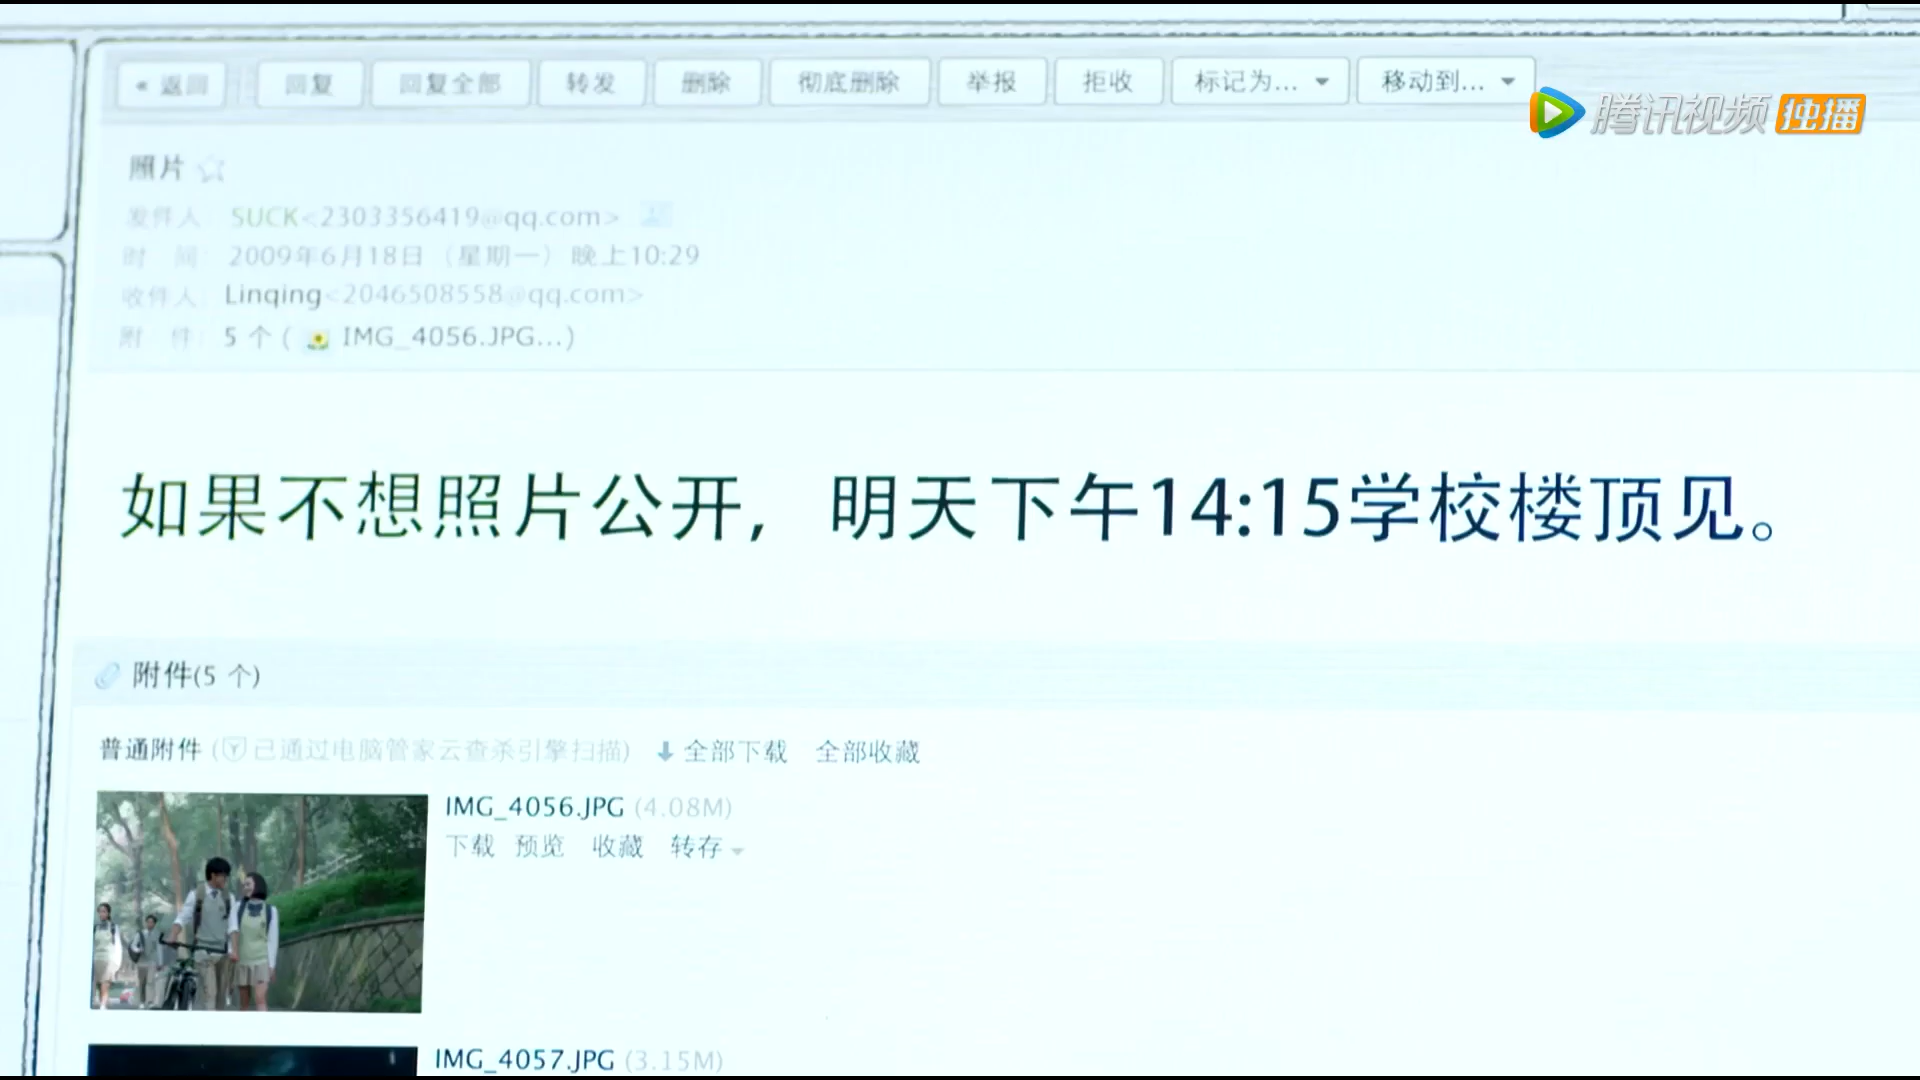 « 返回 回复 回复全部 转发 删除 彻底删除 举报 拒收 标记为... 移动到...
腾讯视频 独播
照片
发件人: SUCK<2303356419@qq.com>
时 间: 2009年6月18日 (星期一) 晚上10:29
收件人: Linqing<2046508558@qq.com>
附 件: 5 个 ( IMG_4056.JPG...)
如果不想照片公开,明天下午14:15学校楼顶见。
附件(5 个)
普通附件 (已通过电脑管家云查杀引擎扫描) 全部下载 全部收藏
IMG_4056.JPG (4.08M)
下载 预览 收藏 转存
IMG_4057.JPG (3.15M)